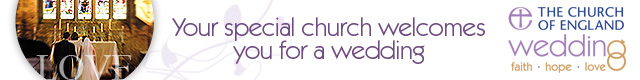 LOVE
Your special church welcomes
you for a wedding
THE CHURCH
OF ENGLAND
wedding
faith · hope · love